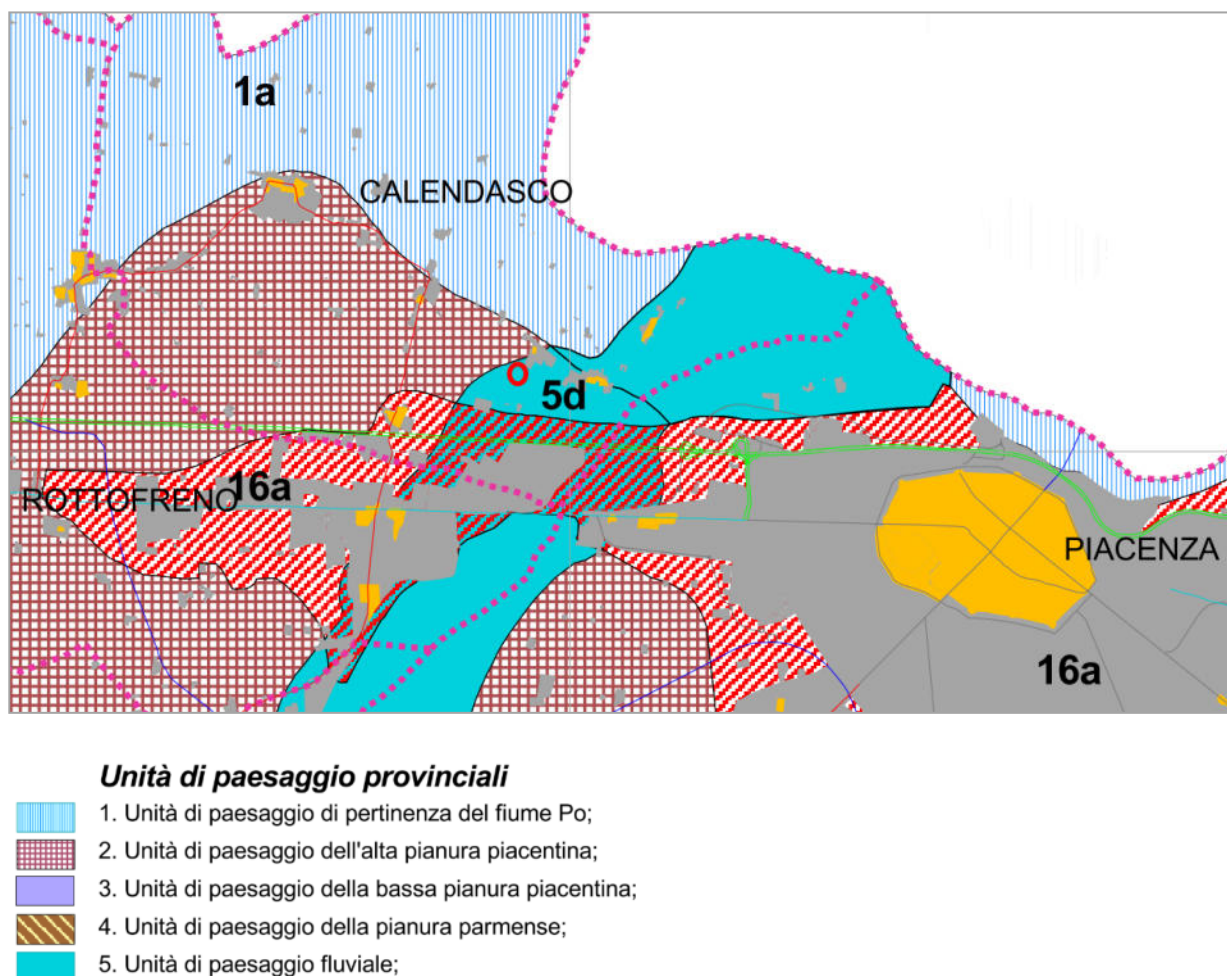 1a
CALENDASCO
5d
ROTTOFRENO
16a
PIACENZA
16a
Unità di paesaggio provinciali
1. Unità di paesaggio di pertinenza del fiume Po;
2. Unità di paesaggio dell'alta pianura piacentina;
3. Unità di paesaggio della bassa pianura piacentina;
4. Unità di paesaggio della pianura parmense;
5. Unità di paesaggio fluviale;